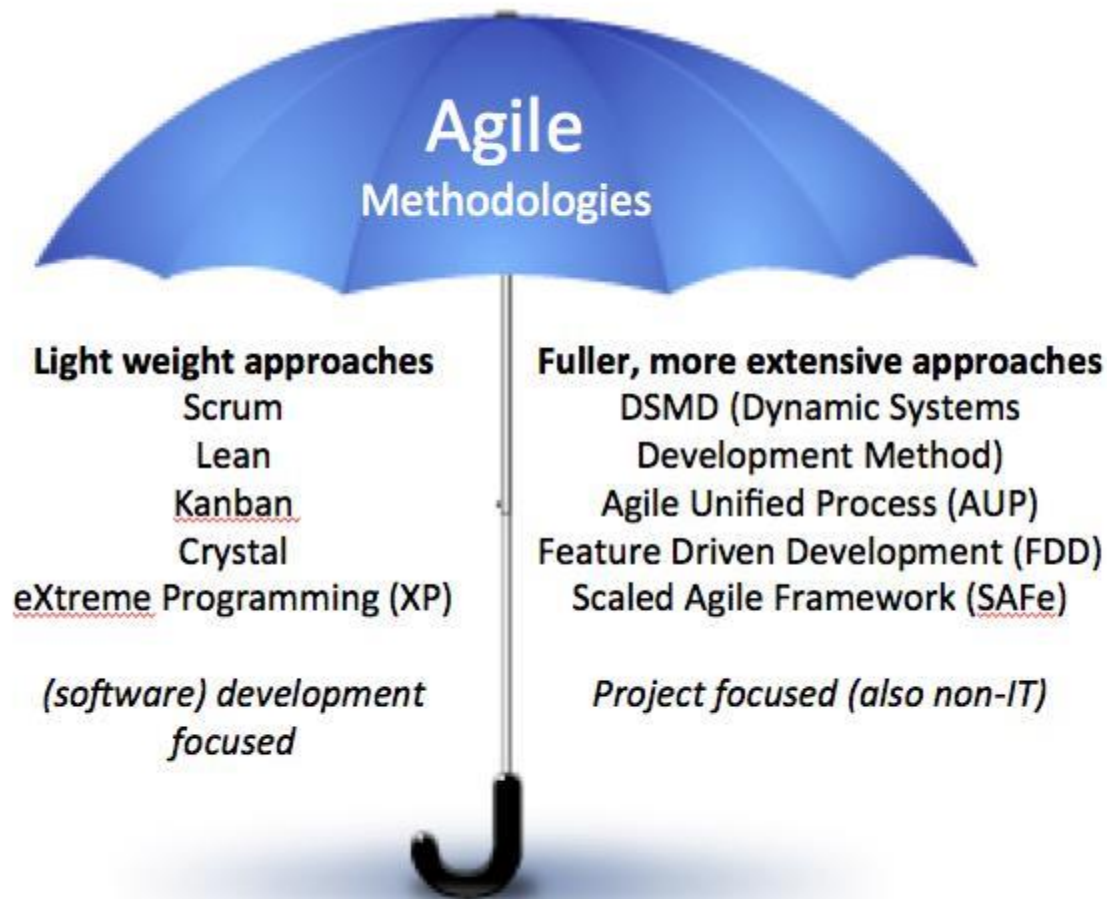 Agile
Methodologies
Light weight approaches
Scrum
Lean
Kanban
Crystal
eXtreme Programming (XP)
(software) development
focused
Fuller, more extensive approaches
DSMD (Dynamic Systems
Development Method)
Agile Unified Process (AUP)
Feature Driven Development (FDD)
Scaled Agile Framework (SAFe)
Project focused (also non-IT)